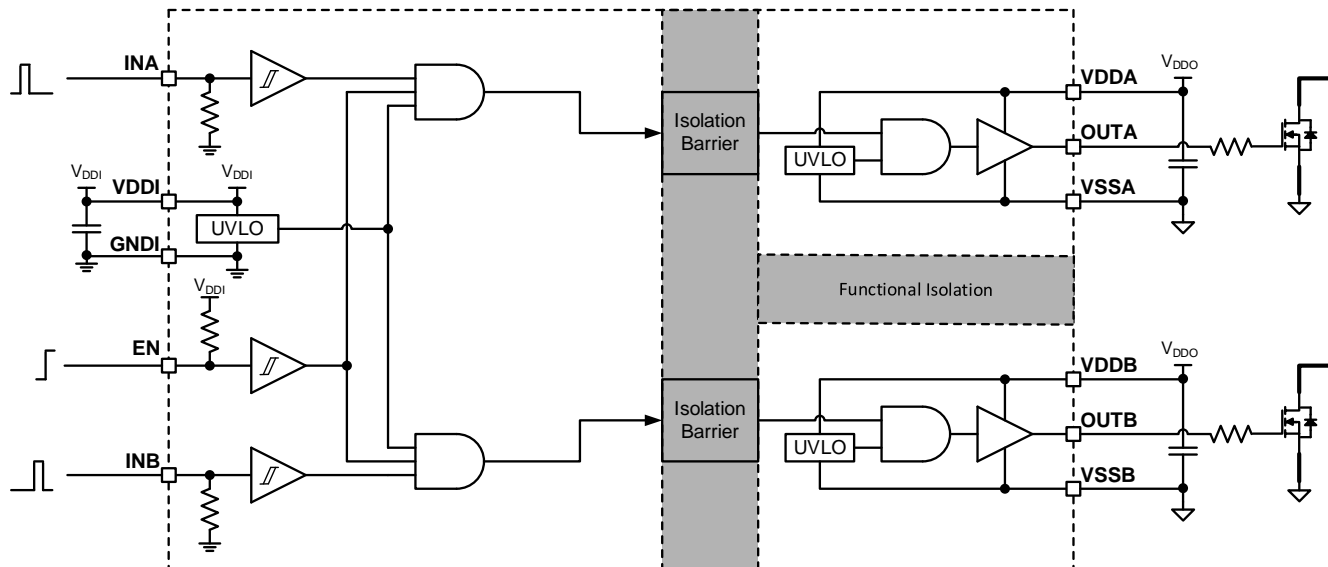 INA
VDDA
VDDO
OUTA
Isolation
Barrier
UVLO
VSSA
VDDI
VDDI
VDDI
UVLO
GNDI
Functional Isolation
VDDI
EN
VDDB
VDDO
OUTB
Isolation
Barrier
UVLO
INB
VSSB